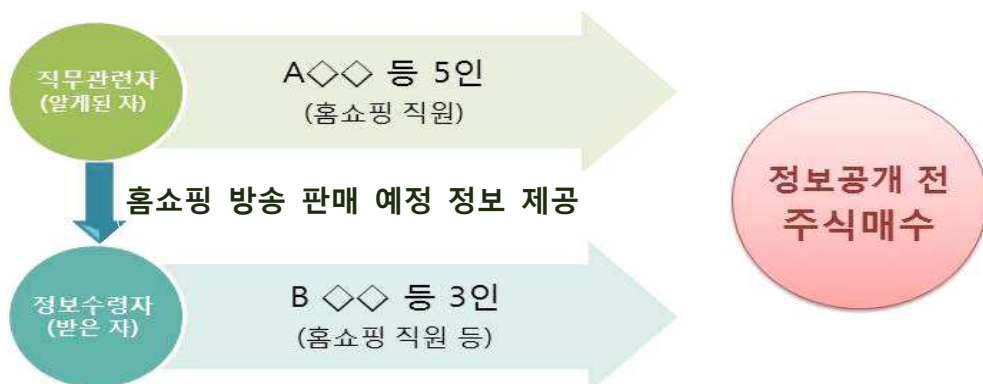 직무관련자
(알게된 자)
A◇◇ 등 5인
(홈쇼핑 직원)
홈쇼핑 방송 판매 예정 정보 제공
정보수령자
(받은 자)
B ◇◇ 등 3인
(홈쇼핑 직원 등)
정보공개 전
주식매수